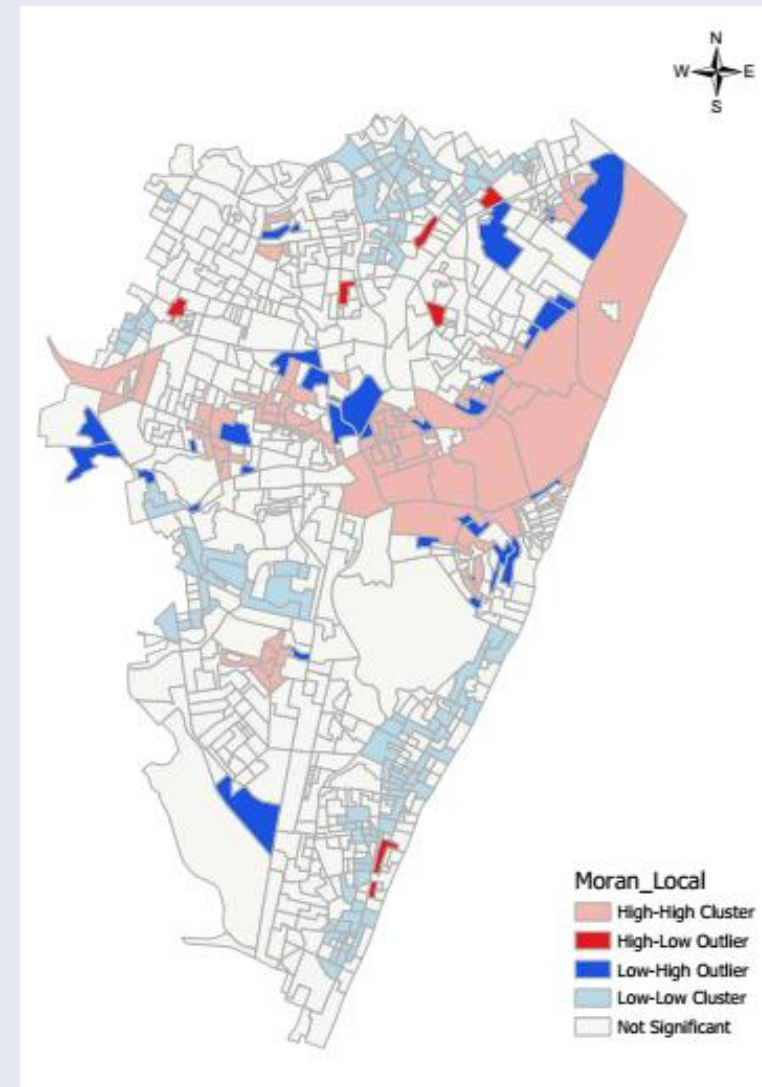 N
W E
S
Moran_Local
High-High Cluster
High-Low Outlier
Low-High Outlier
Low-Low Cluster
Not Significant